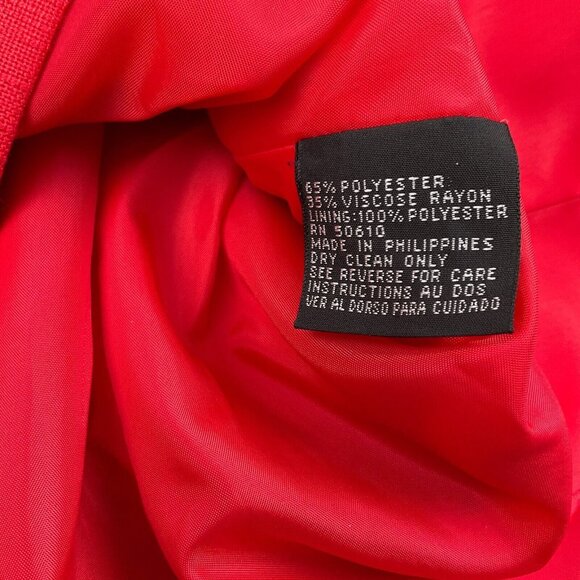 65% POLYESTER
35% VISCOSE RAYON
LINING:100% POLYESTER
RN 50610
MADE IN PHILIPPINES
DRY CLEAN ONLY
SEE REVERSE FOR CARE
INSTRUCTIONS AU DOS
VER AL DORSO PARA CUIDADO